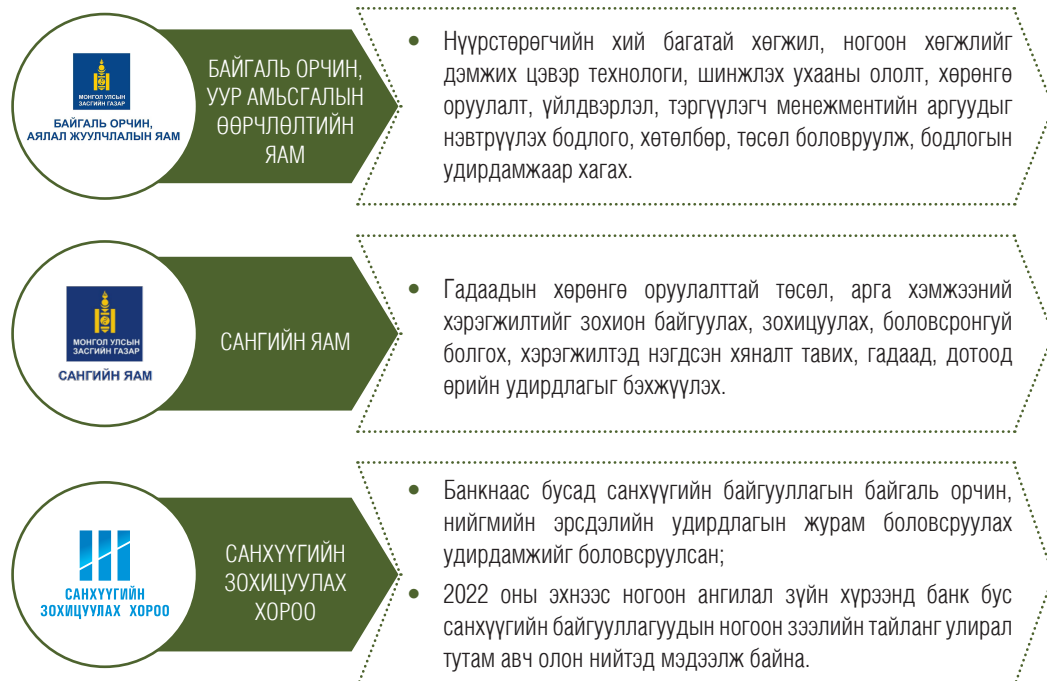 МОНГОЛ УЛСЫН
ЗАСГИЙН ГАЗАР
БАЙГАЛЬ ОРЧИН,
АЯЛАЛ ЖУУЛЧЛАЛЫН ЯАМ
БАЙГАЛЬ ОРЧИН,
УУР АМЬСГАЛЫН
ӨӨРЧЛӨЛТИЙН
ЯАМ
• Нүүрстөрөгчийн хий багатай хөгжил, ногоон хөгжлийг
дэмжих цэвэр технологи, шинжлэх ухааны ололт, хөрөнгө
оруулалт, үйлдвэрлэл, тэргүүлэгч менежментийн аргуудыг
нэвтрүүлэх бодлого, хөтөлбөр, төсөл боловруулж, бодлогын
удирдамжаар хагах.
МОНГОЛ УЛСЫН
ЗАСГИЙН ГАЗАР
САНГИЙН ЯАМ
САНГИЙН ЯАМ
• Гадаадын хөрөнгө оруулалттай төсөл, арга хэмжээний
хэрэгжилтийг зохион байгуулах, зохицуулах, боловсронгуй
болгох, хэрэгжилтэд нэгдсэн хяналт тавих, гадаад, дотоод
өрийн удирдлагыг бэхжүүлэх.
САНХҮҮГИЙН
ЗОХИЦУУЛАХ ХОРОО
САНХҮҮГИЙН
ЗОХИЦУУЛАХ
ХОРОО
• Банкнаас бусад санхүүгийн байгууллагын байгаль орчин,
нийгмийн эрсдэлийн удирдлагын журам боловсруулах
удирдамжийг боловсруулсан;
• 2022 оны эхнээс ногоон ангилал зүйн хүрээнд банк бус
санхүүгийн байгууллагуудын ногоон зээлийн тайланг улирал
тутам авч олон нийтэд мэдээлж байна.